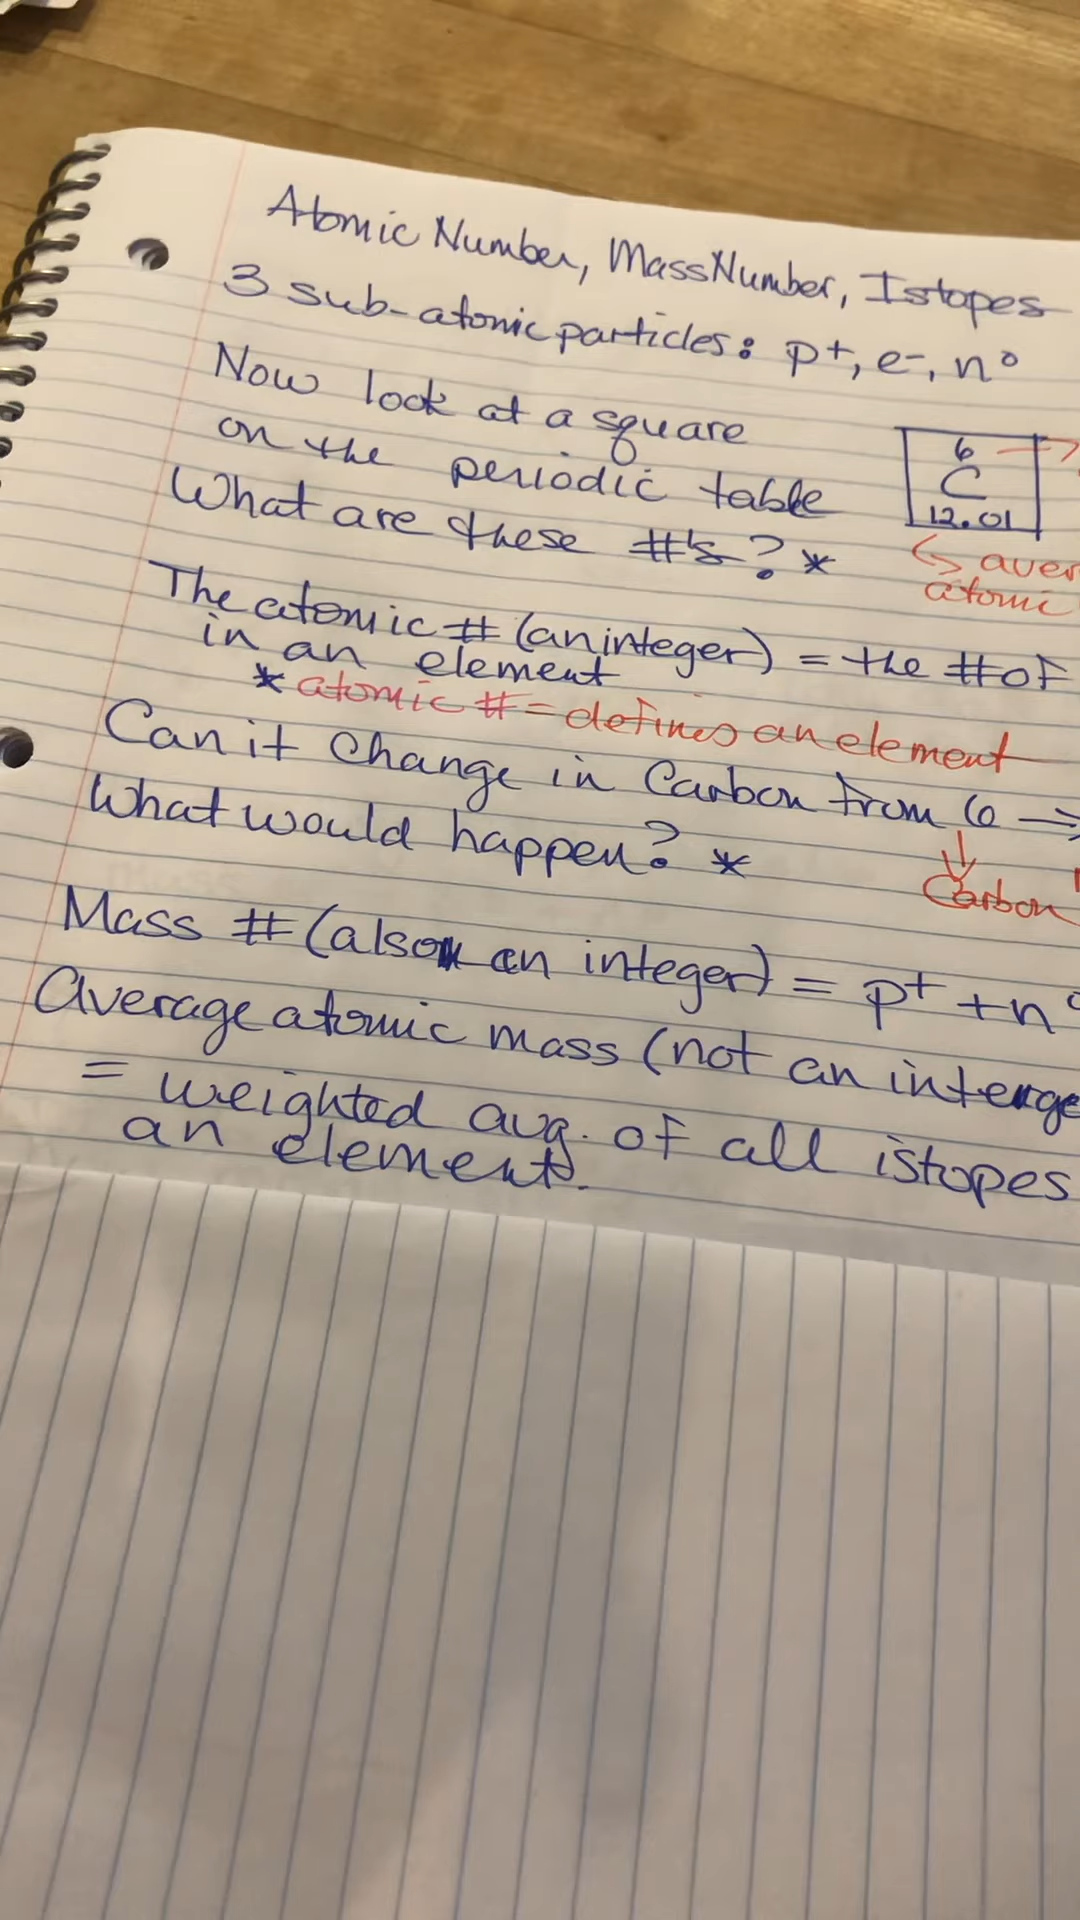 Atomic Number, Mass Number, Istopes
3 sub-atomic particles: p+, e-, n°
Now look at a square
on the periodic table
What are these #'s? *
6
C
12.01
aver
atomic
The atomic # (an integer) = the # of
in an element
* atomic # = defines an element
Can it change in Carbon from 6 →
What would happen? *
Carbon
Mass # (also an integer) = p+ + n°
Average atomic mass (not an interge
= weighted avg. of all istopes
an element.